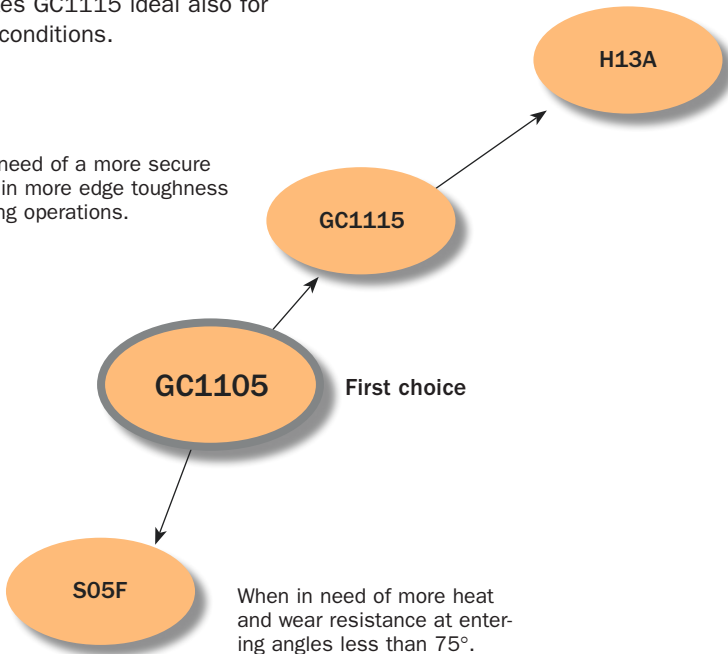 es GC1115 ideal also for
conditions.
H13A
need of a more secure
in more edge toughness
ng operations.
GC1115
GC1105
First choice
S05F
When in need of more heat
and wear resistance at enter-
ing angles less than 75°.